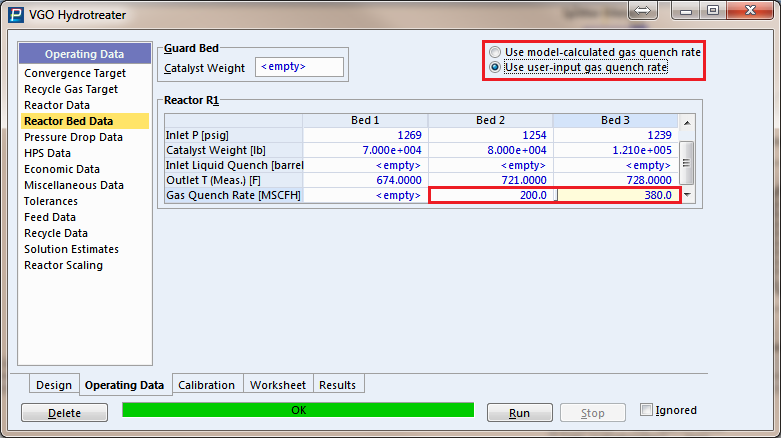 VGO Hydrotreater
Operating Data
Convergence Target
Recycle Gas Target
Reactor Data
Reactor Bed Data
Pressure Drop Data
HPS Data
Economic Data
Miscellaneous Data
Tolerances
Feed Data
Recycle Data
Solution Estimates
Reactor Scaling
Guard Bed
Catalyst Weight <empty>
Use model-calculated gas quench rate
Use user-input gas quench rate
Reactor R1
Bed 1 Bed 2 Bed 3
Inlet P [psig] 1269 1254 1239
Catalyst Weight [lb] 7.000e+004 8.000e+004 1.210e+005
Inlet Liquid Quench [barrel <empty> <empty> <empty>
Outlet T (Meas.) [F] 674.0000 721.0000 728.0000
Gas Quench Rate [MSCFH] <empty> 200.0 380.0
Design Operating Data Calibration Worksheet Results
Delete OK Run Stop Ignored